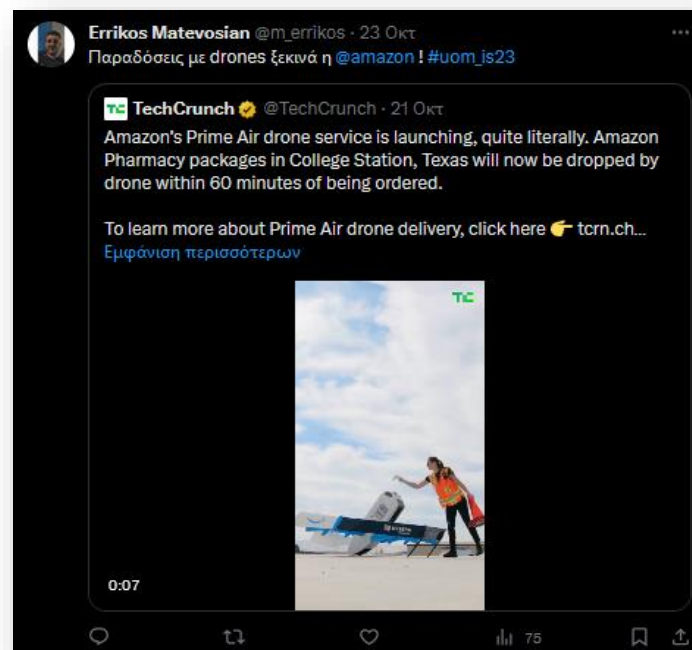 Errikos Matevosian @m_errikos · 23 Οκτ
Παραδόσεις με drones ξεκινά η @amazon ! #uom_is23
TC TechCrunch @TechCrunch · 21 Οκτ
Amazon's Prime Air drone service is launching, quite literally. Amazon
Pharmacy packages in College Station, Texas will now be dropped by
drone within 60 minutes of being ordered.
To learn more about Prime Air drone delivery, click here 👉 tcrn.ch...
Εμφάνιση περισσότερων
TC
0:07
75